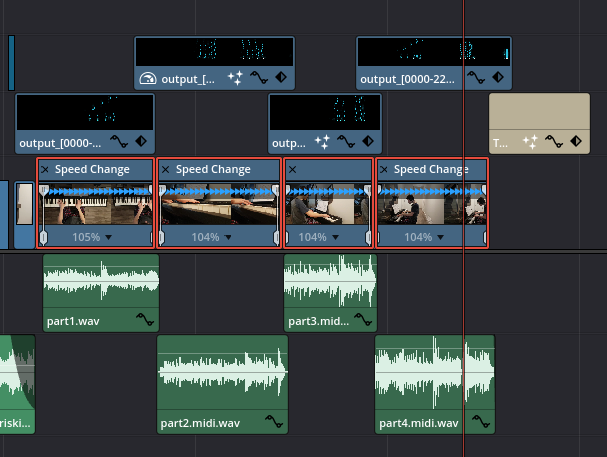 output_[...
output_[0000-22...
output_[0000-...
outp...
T...
Speed Change
Speed Change
Speed Change
105%
104%
104%
104%
part1.wav
part3.mid...
riski...
part2.midi.wav
part4.midi.wav